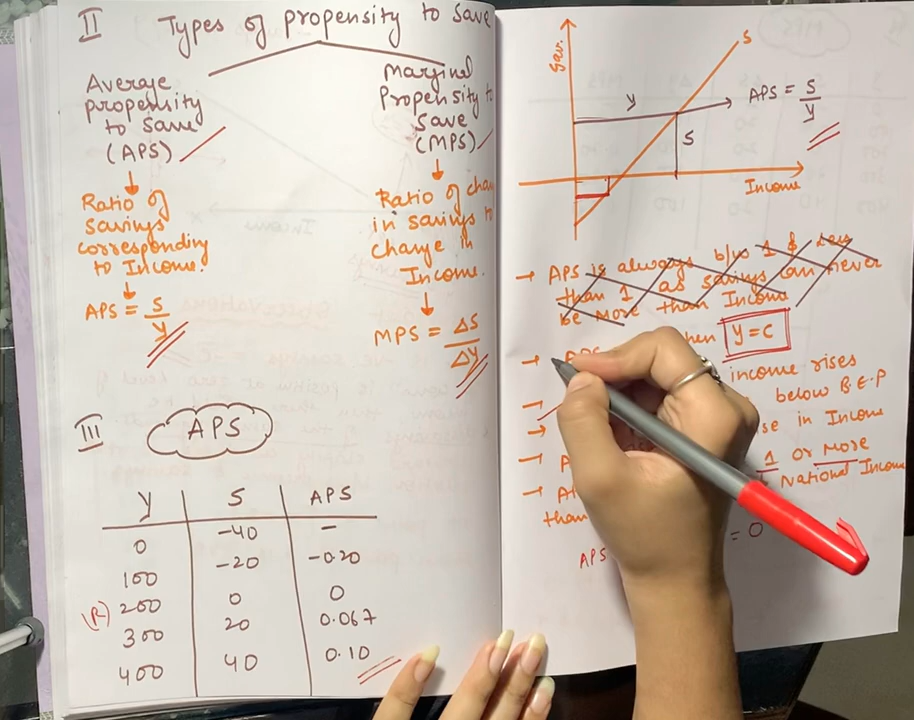 II Types of propensity to save
Average
propensity
to save
(APS)
Ratio of
savings
corresponding
to Income.
APS = S/Y
Marginal
Propensity to
Save
(MPS)
Ratio of
in savings to
change in
Income.
MPS = ΔS/ΔY
III APS
Y S APS
0 -40 -
100 -20 -0.20
(R) 200 0 0
300 20 0.067
400 40 0.10
Sav.
S
Y
APS = S/Y
S
Income
→ APS is always b/w 1 & less
than 1 as savings can never
be more than Income
Y = C
→ APS income rises
below B.E.P
→ in Income
→ 1 or More
→ National Income
than
APS = 0